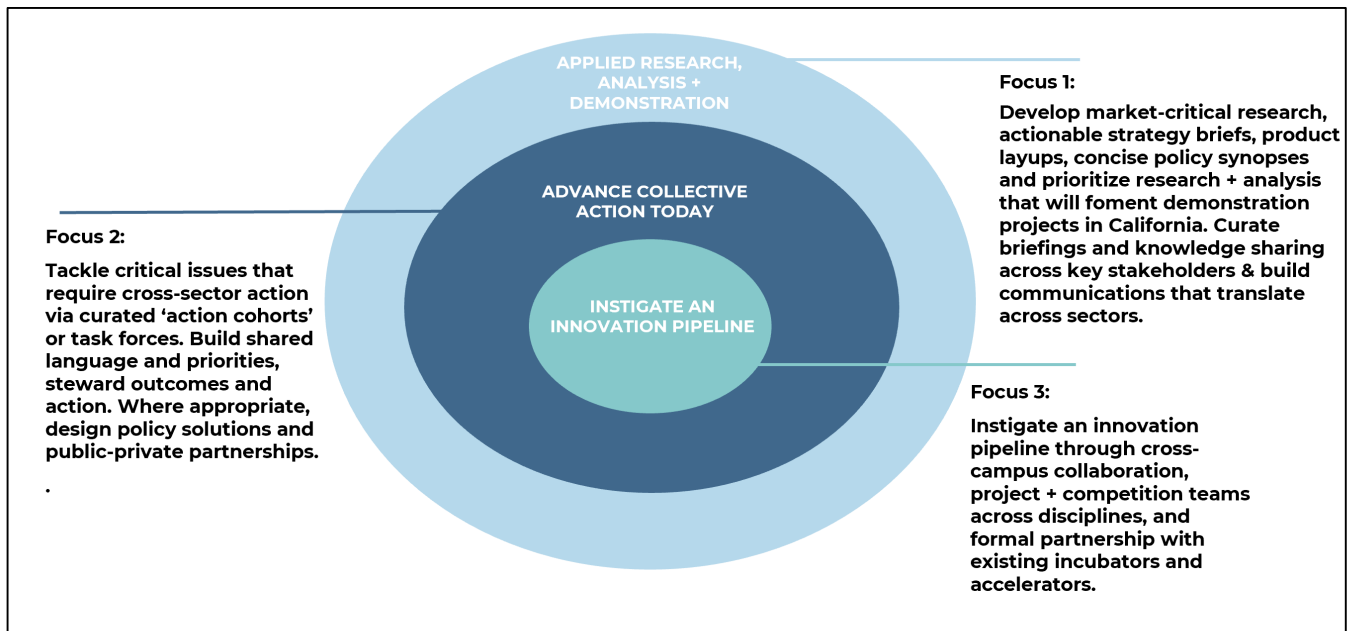 APPLIED RESEARCH,
ANALYSIS +
DEMONSTRATION
ADVANCE COLLECTIVE
ACTION TODAY
INSTIGATE AN
INNOVATION PIPELINE
Focus 1:
Develop market-critical research,
actionable strategy briefs, product
layups, concise policy synopses
and prioritize research + analysis
that will foment demonstration
projects in California. Curate
briefings and knowledge sharing
across key stakeholders & build
communications that translate
across sectors.
Focus 2:
Tackle critical issues that
require cross-sector action
via curated ‘action cohorts’
or task forces. Build shared
language and priorities,
steward outcomes and
action. Where appropriate,
design policy solutions and
public-private partnerships.
.
Focus 3:
Instigate an innovation
pipeline through cross-
campus collaboration,
project + competition teams
across disciplines, and
formal partnership with
existing incubators and
accelerators.